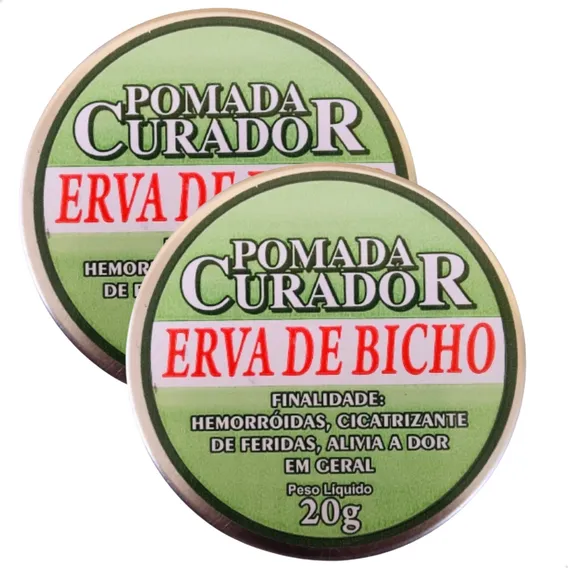 POMADA
CURADOR
ERVA DE
HEMOR
DE
POMADA
CURADOR
ERVA DE BICHO
FINALIDADE:
HEMORRÓIDAS, CICATRIZANTE
DE FERIDAS, ALIVIA A DOR
EM GERAL
Peso Líquido
20g